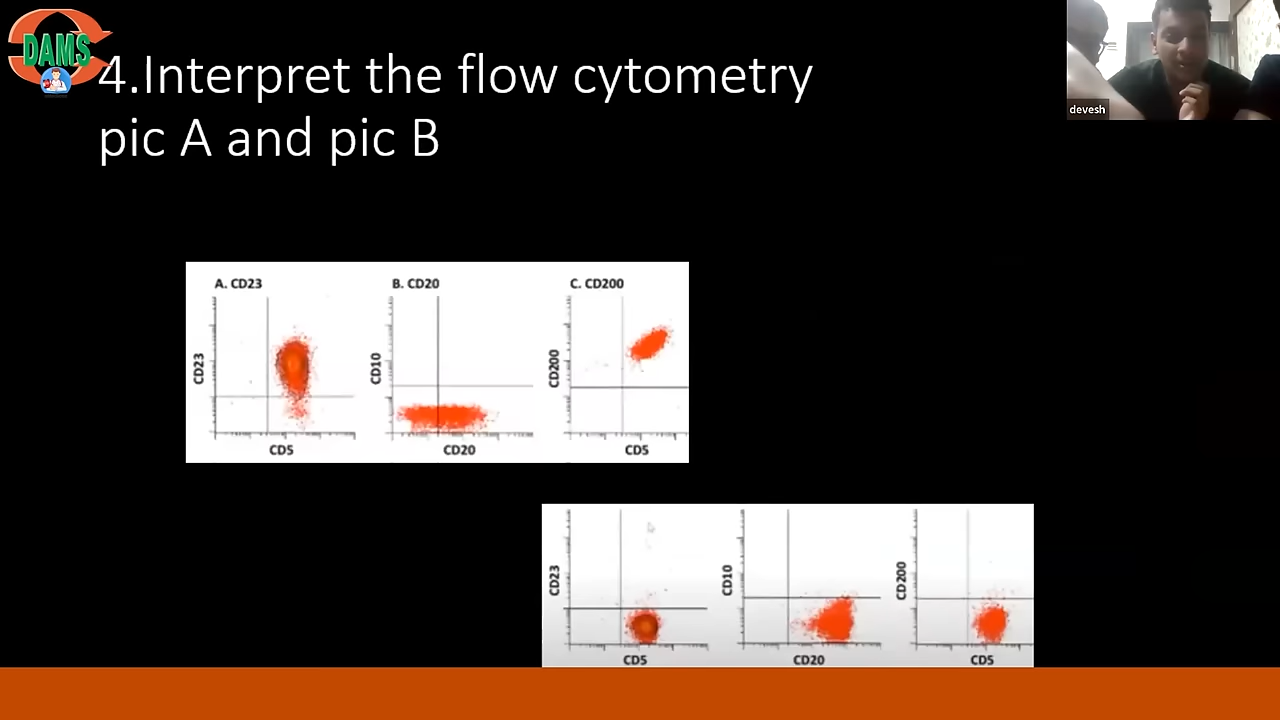 DAMS
4.Interpret the flow cytometry
pic A and pic B
devesh
A. CD23
B. CD20
C. CD200
CD23
CD10
CD200
CD5
CD20
CD5
CD23
CD10
CD200
CD5
CD20
CD5